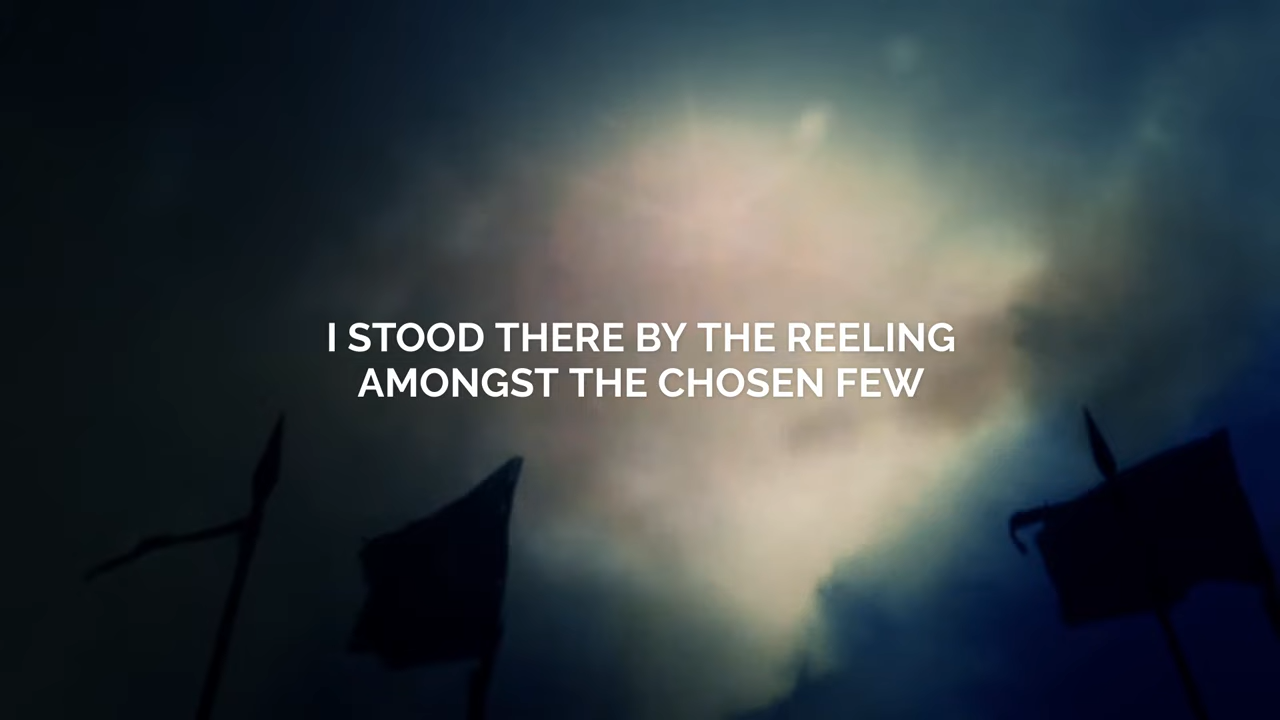 I STOOD THERE BY THE REELING
AMONGST THE CHOSEN FEW